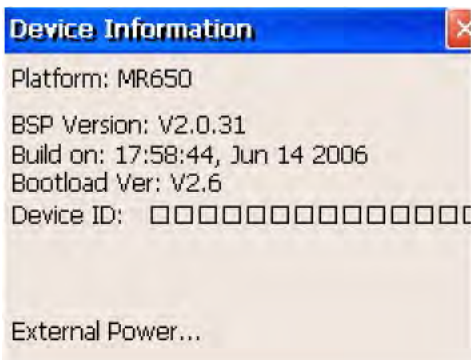 Device Information
Platform: MR650
BSP Version: V2.0.31
Build on: 17:58:44, Jun 14 2006
Bootload Ver: V2.6
Device ID: □□□□□□□□□□□□□□
External Power...